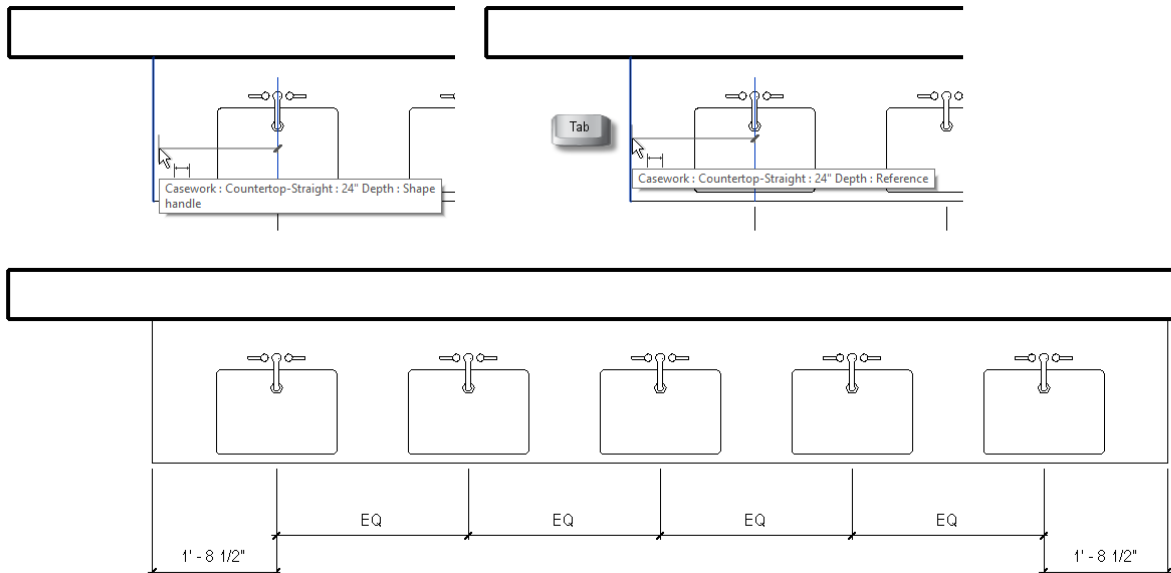 Casework : Countertop-Straight : 24" Depth : Shape
handle
Tab
Casework : Countertop-Straight : 24" Depth : Reference
EQ EQ EQ EQ
1' - 8 1/2" 1' - 8 1/2"